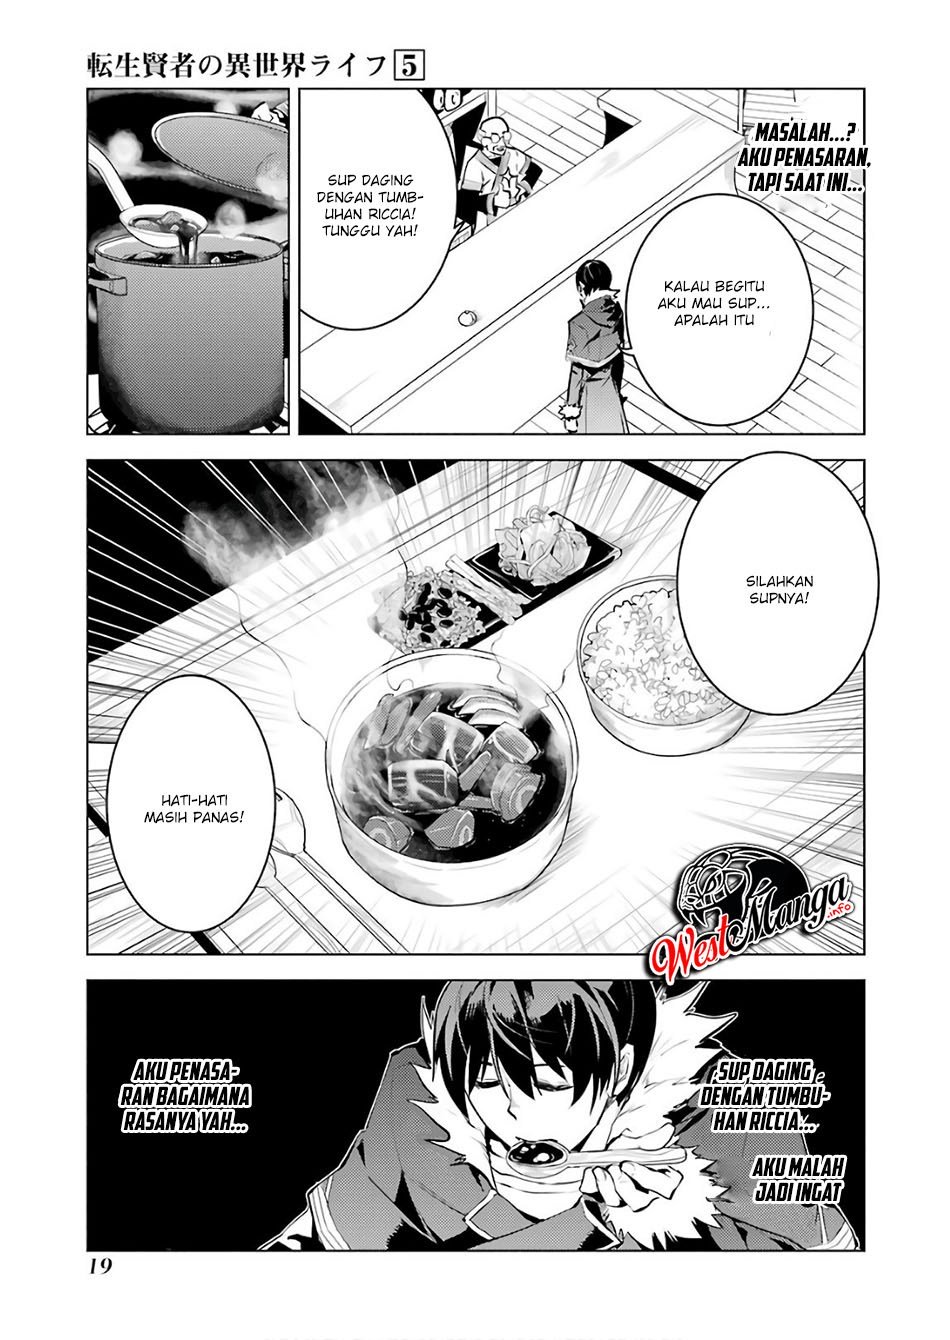 転生賢者の異世界ライフ 5
MASALAH...?
AKU PENASARAN,
TAPI SAAT INI...
KALAU BEGITU
AKU MAU SUP...
APALAH ITU
SUP DAGING
DENGAN TUMB-
UHAN RICCIA!
TUNGGU YAH!
SILAHKAN
SUPNYA!
HATI-HATI
MASIH PANAS!
WestManga
.info
SUP DAGING
DENGAN TUMBU-
HAN RICCIA...
AKU MALAH
JADI INGAT
AKU PENASA-
RAN BAGAIMANA
RASANYA YAH...
19